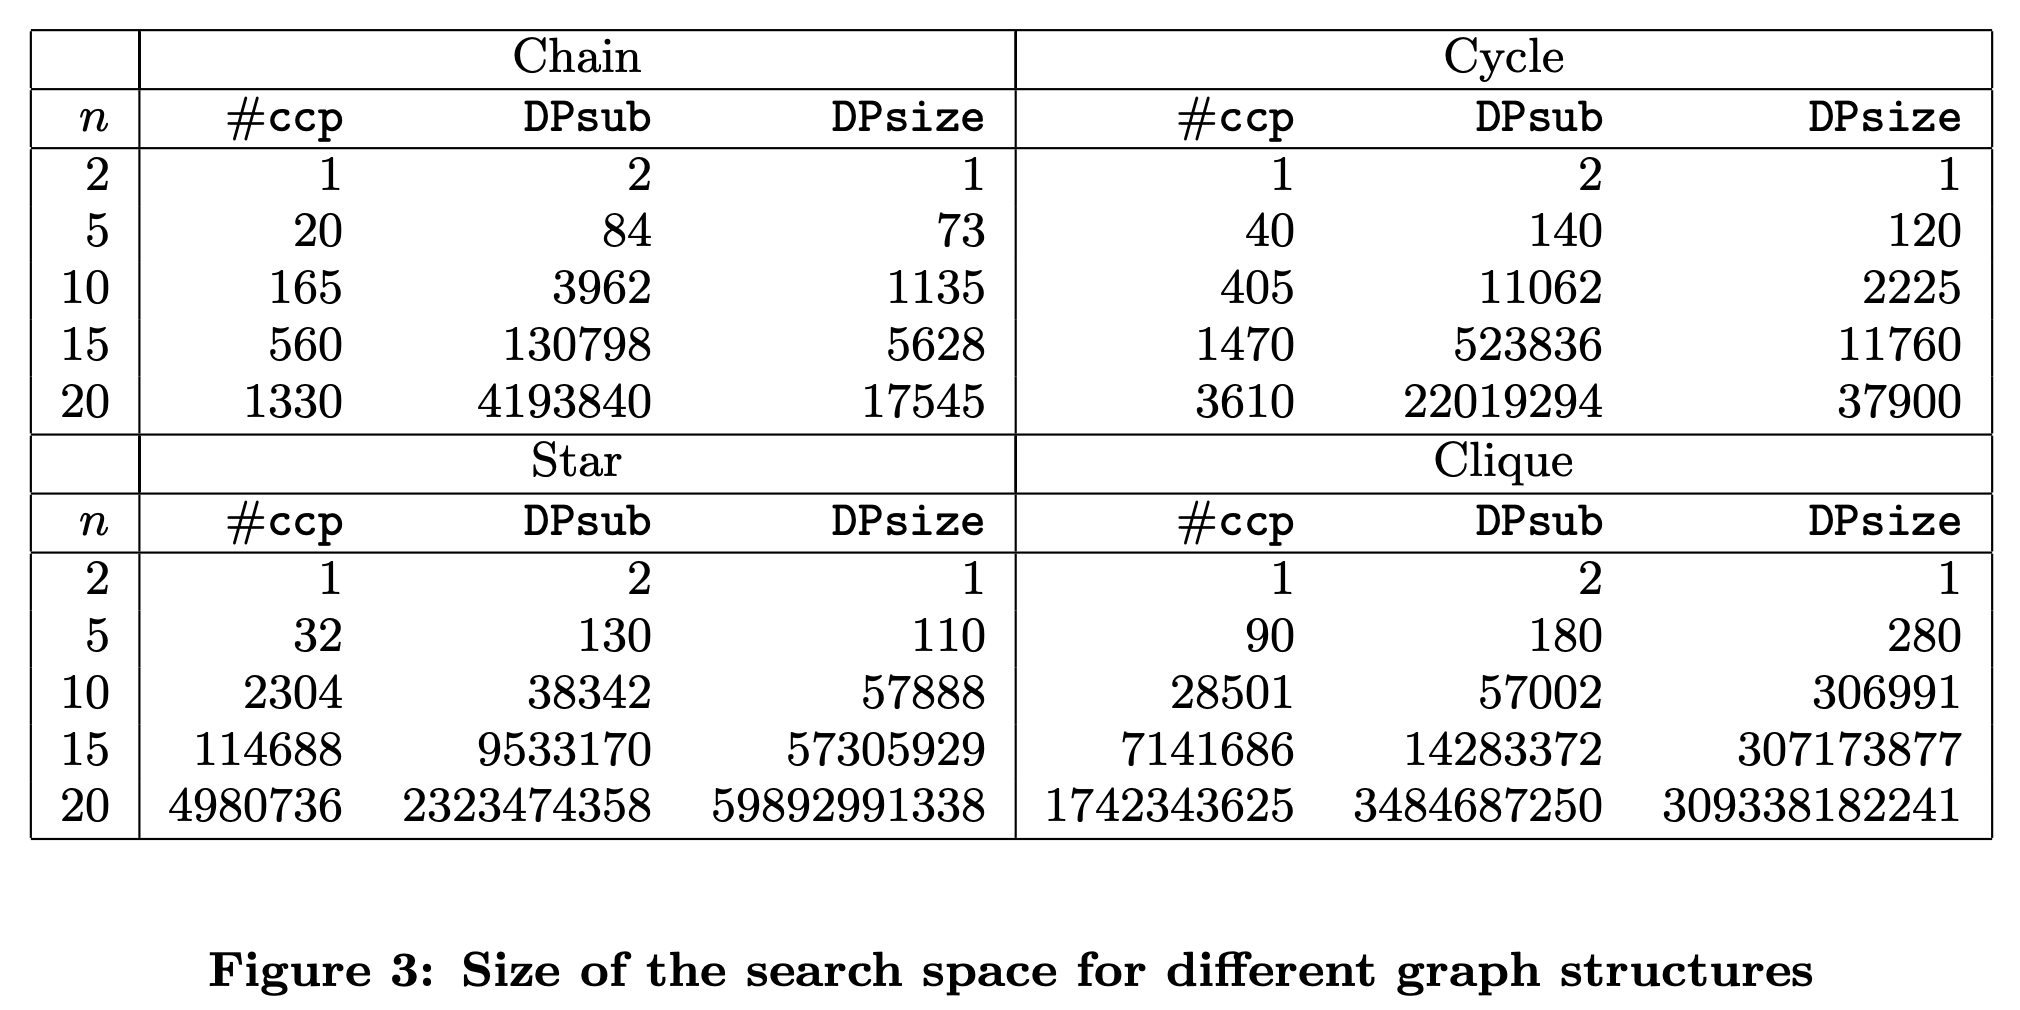 Chain Cycle
n #ccp DPsub DPsize #ccp DPsub DPsize
2 1 2 1 1 2 1
5 20 84 73 40 140 120
10 165 3962 1135 405 11062 2225
15 560 130798 5628 1470 523836 11760
20 1330 4193840 17545 3610 22019294 37900
Star Clique
n #ccp DPsub DPsize #ccp DPsub DPsize
2 1 2 1 1 2 1
5 32 130 110 90 180 280
10 2304 38342 57888 28501 57002 306991
15 114688 9533170 57305929 7141686 14283372 307173877
20 4980736 2323474358 59892991338 1742343625 3484687250 309338182241
Figure 3: Size of the search space for different graph structures